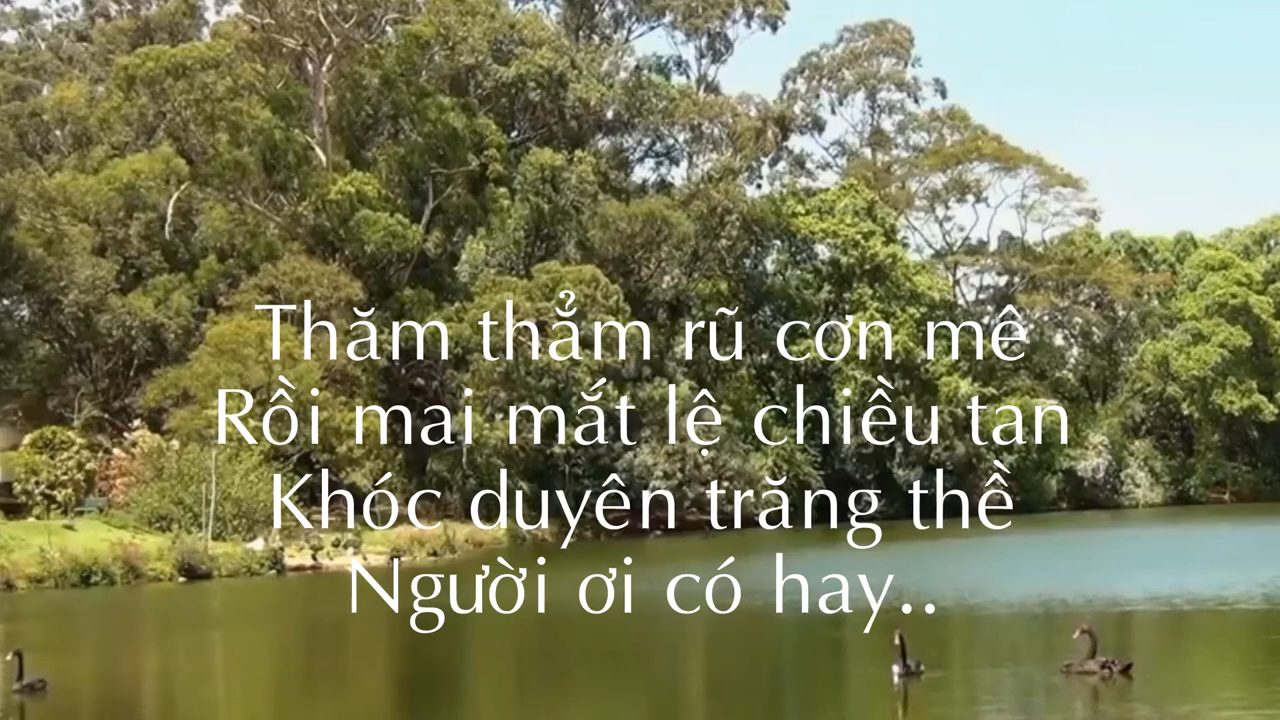 Thăm thẳm rũ cơn mê
Rồi mai mắt lệ chiều tan
Khóc duyên trăng thề
Người ơi có hay..